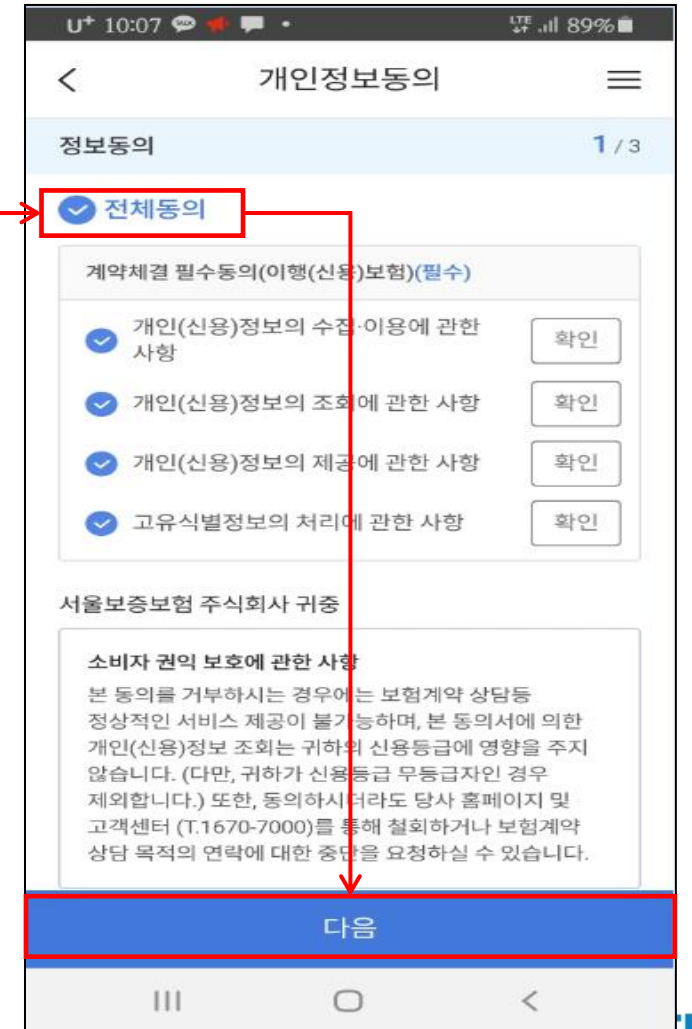 U+ 10:07
LTE 89%
개인정보동의
정보동의 1 / 3
전체동의
계약체결 필수동의(이행(신용)보험)(필수)
개인(신용)정보의 수집·이용에 관한
사항
확인
개인(신용)정보의 조회에 관한 사항 확인
개인(신용)정보의 제공에 관한 사항 확인
고유식별정보의 처리에 관한 사항 확인
서울보증보험 주식회사 귀중
소비자 권익 보호에 관한 사항
본 동의를 거부하시는 경우에는 보험계약 상담등
정상적인 서비스 제공이 불가능하며, 본 동의서에 의한
개인(신용)정보 조회는 귀하의 신용등급에 영향을 주지
않습니다. (다만, 귀하가 신용등급 무등급자인 경우
제외합니다.) 또한, 동의하시더라도 당사 홈페이지 및
고객센터 (T.1670-7000)를 통해 철회하거나 보험계약
상담 목적의 연락에 대한 중단을 요청하실 수 있습니다.
다음